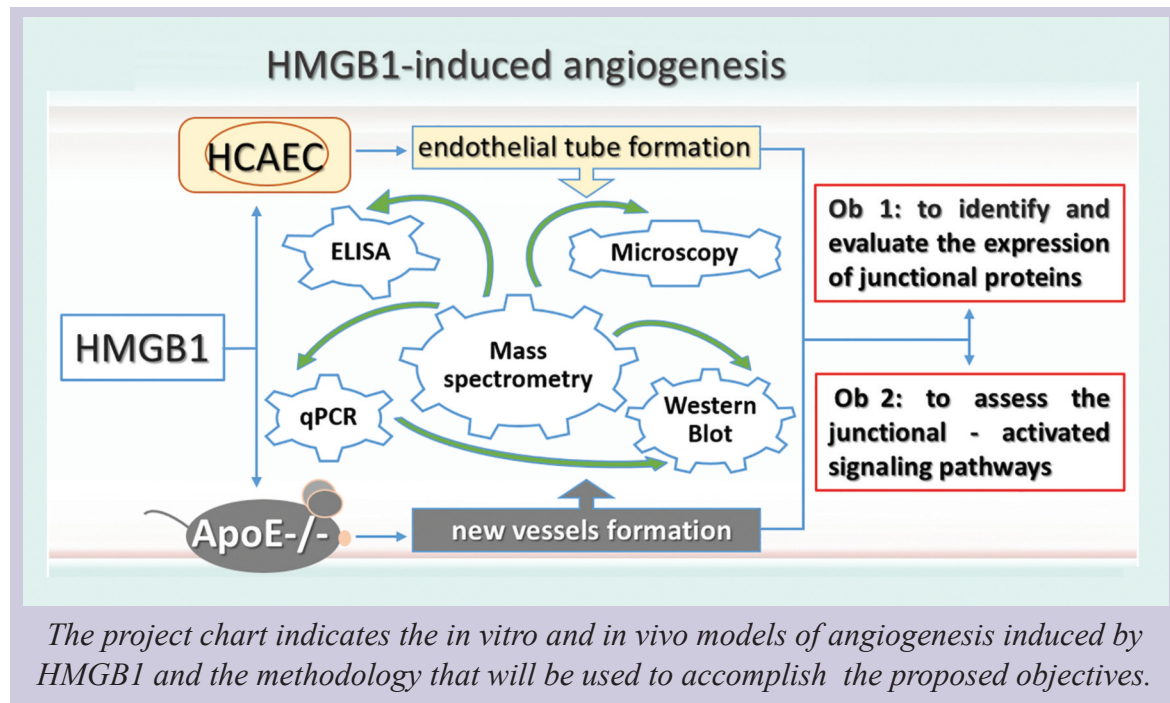 HMGB1-induced angiogenesis
HCAEC
endothelial tube formation
ELISA
Microscopy
HMGB1
Mass
spectrometry
qPCR
Western
Blot
ApoE-/-
new vessels formation
Ob 1: to identify and
evaluate the expression
of junctional proteins
Ob 2: to assess the
junctional - activated
signaling pathways
The project chart indicates the in vitro and in vivo models of angiogenesis induced by
HMGB1 and the methodology that will be used to accomplish the proposed objectives.